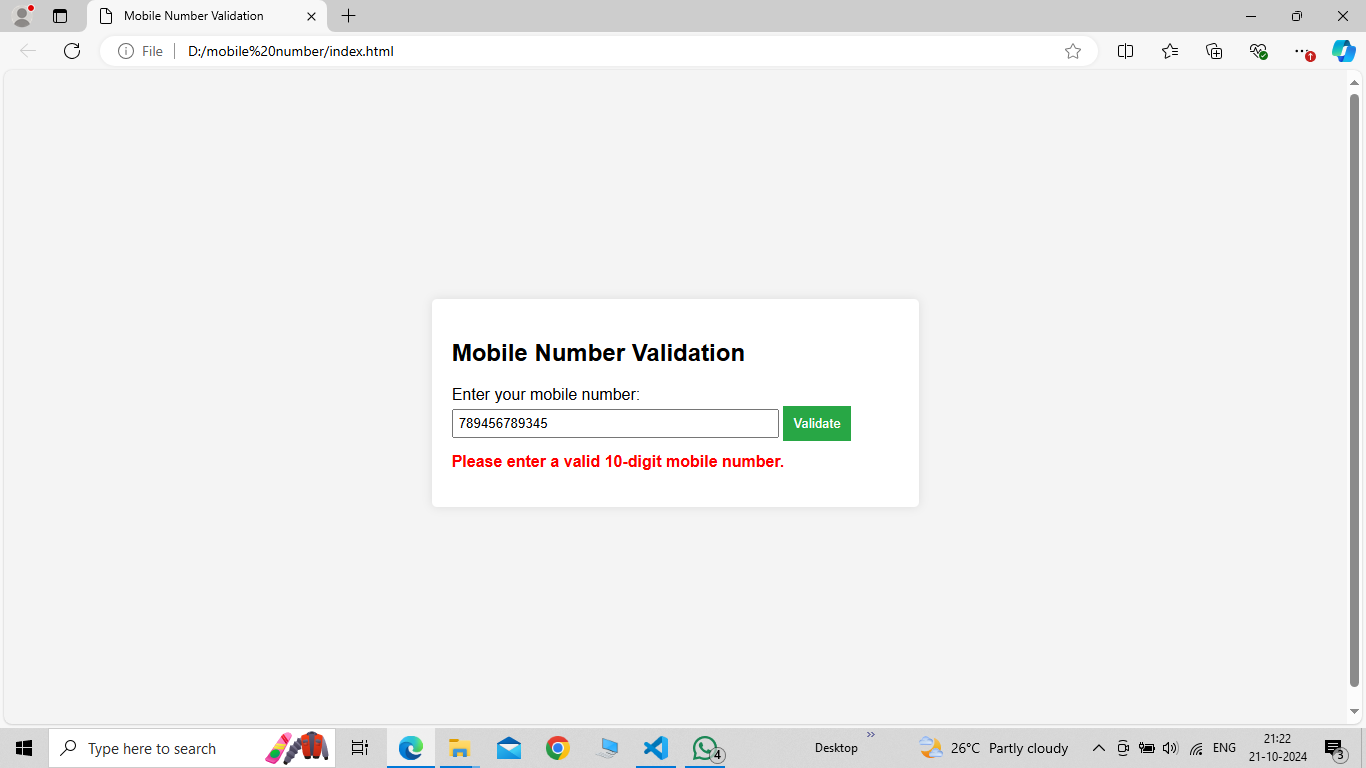 Mobile Number Validation
File D:/mobile%20number/index.html
Mobile Number Validation
Enter your mobile number:
789456789345 Validate
Please enter a valid 10-digit mobile number.
Type here to search 4 Desktop 26°C Partly cloudy ENG 21:22
21-10-2024 3